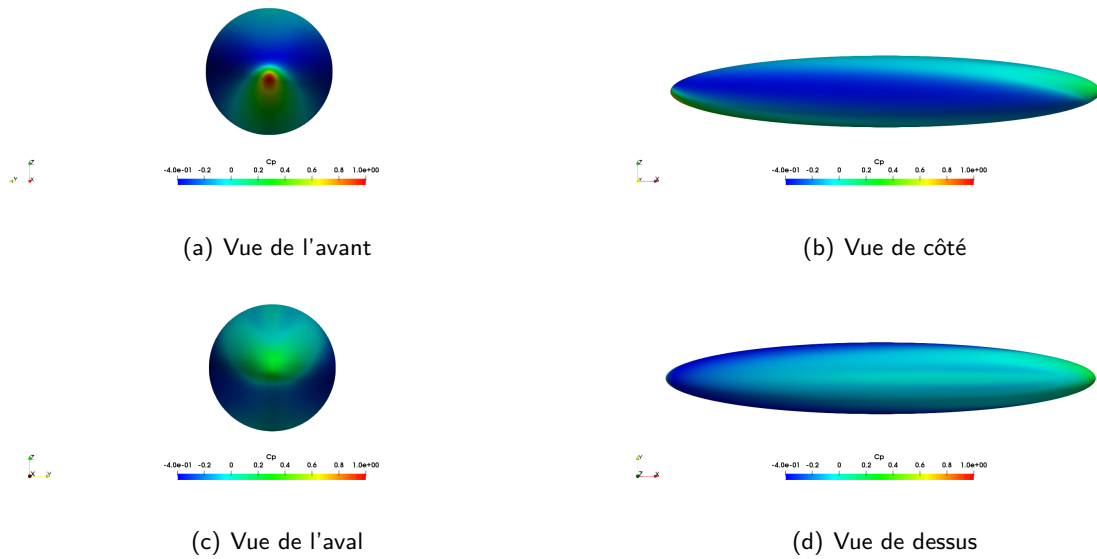 Cp
-4.0e-01 -0.2 0 0.2 0.4 0.6 0.8 1.0e+00
Z
Y X
(a) Vue de l'avant
Cp
-4.0e-01 -0.2 0 0.2 0.4 0.6 0.8 1.0e+00
Z
Y X
(b) Vue de côté
Cp
-4.0e-01 -0.2 0 0.2 0.4 0.6 0.8 1.0e+00
Z
X Y
(c) Vue de l'aval
Cp
-4.0e-01 -0.2 0 0.2 0.4 0.6 0.8 1.0e+00
Y
Z X
(d) Vue de dessus